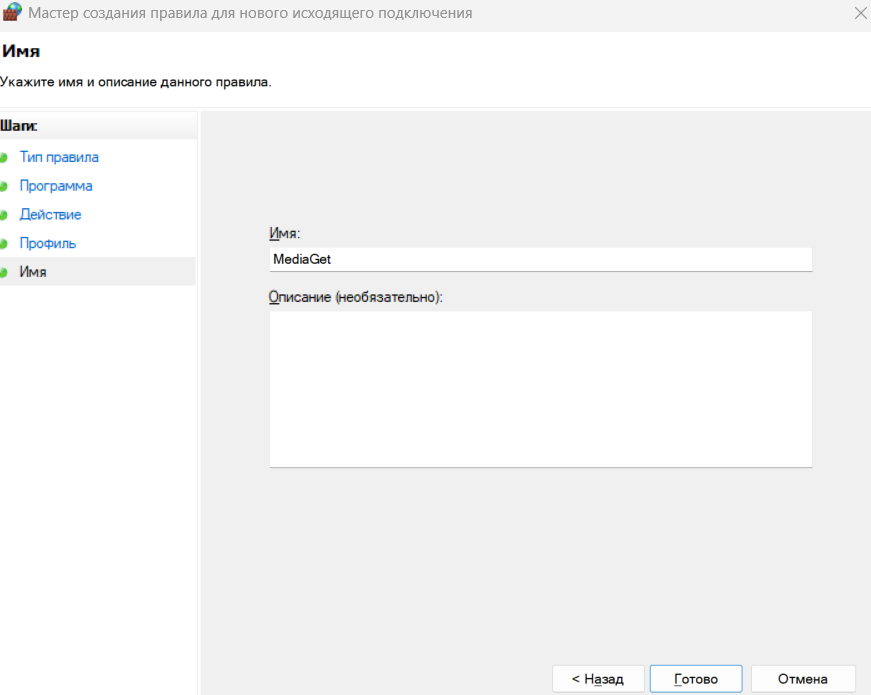 Мастер создания правила для нового исходящего подключения
Имя
Укажите имя и описание данного правила.
Шаги:
Тип правила
Программа
Действие
Профиль
Имя
Имя:
MediaGet
Описание (необязательно):
< Назад
Готово
Отмена